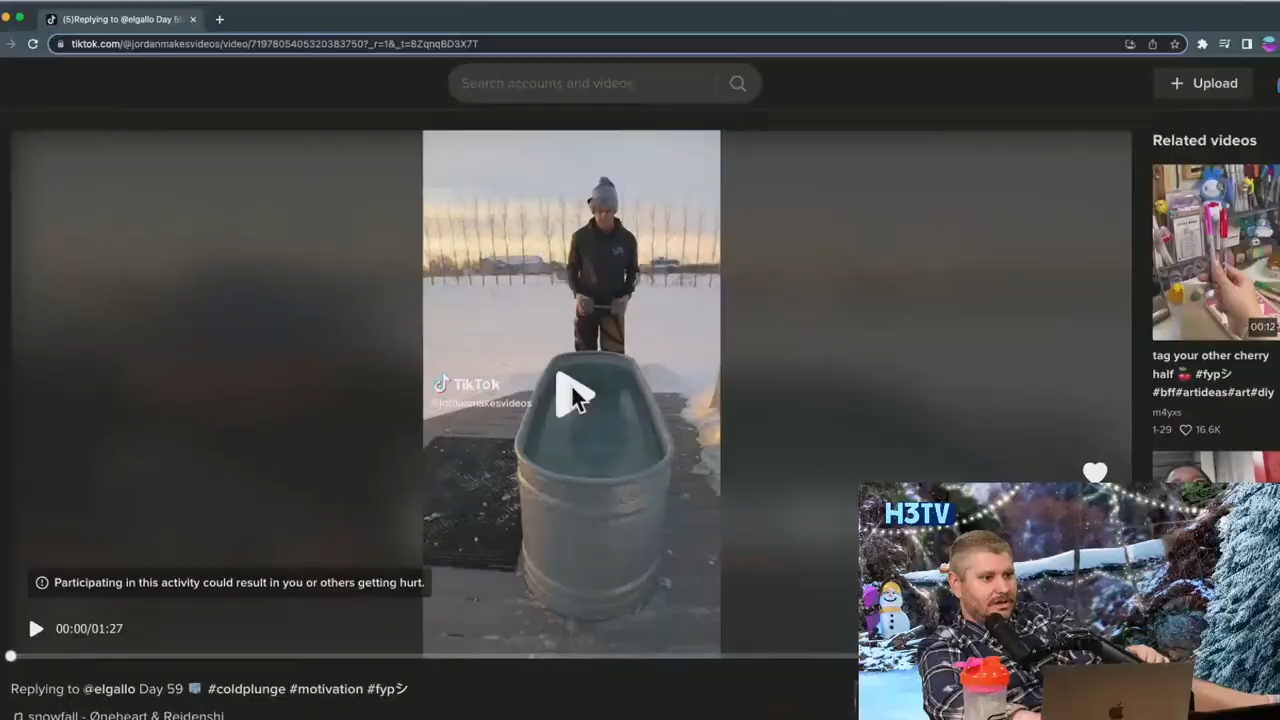 (5)Replying to @elgallo Day 59
tiktok.com/@jordanmakesvideos/video/7197805405320383750?_r=1&_t=8ZqnqBD3X7T
Search accounts and videos
Upload
Related videos
TikTok
@jordanmakesvideos
00:12
tag your other cherry
half 🍒 #fypシ
#bff#artideas#art#diy
m4yxs
1-29 16.6K
H3TV
Participating in this activity could result in you or others getting hurt.
00:00/01:27
Replying to @elgallo Day 59 #coldplunge #motivation #fypシ
snowfall - Øneheart & Reidenshi